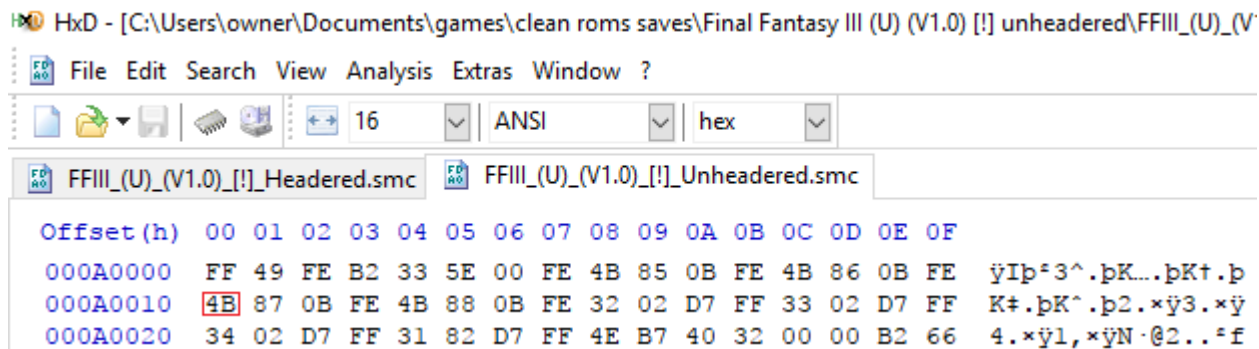 HxD - [C:\Users\owner\Documents\games\clean roms saves\Final Fantasy III (U) (V1.0) [!] unheadered\FFIII_(U)_(V1
File Edit Search View Analysis Extras Window ?
16 ANSI hex
FFIII_(U)_(V1.0)_[!]_Headered.smc FFIII_(U)_(V1.0)_[!]_Unheadered.smc
Offset(h) 00 01 02 03 04 05 06 07 08 09 0A 0B 0C 0D 0E 0F
000A0000 FF 49 FE B2 33 5E 00 FE 4B 85 0B FE 4B 86 0B FE ÿIþ²3^.þK….þK†.þ
000A0010 4B 87 0B FE 4B 88 0B FE 32 02 D7 FF 33 02 D7 FF K‡.þKˆ.þ2.×ÿ3.×ÿ
000A0020 34 02 D7 FF 31 82 D7 FF 4E B7 40 32 00 00 B2 66 4.×ÿ1‚×ÿN·@2..²f